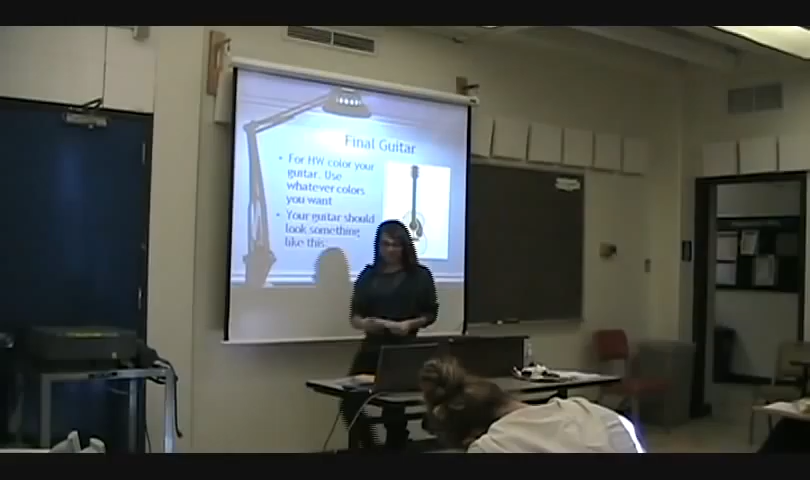 Final Guitar
• For HW color your
guitar. Use
whatever colors
you want
• Your guitar should
look something
like this